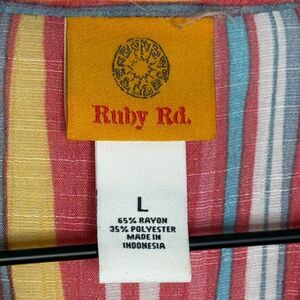 Ruby Rd.
L
65% RAYON
35% POLYESTER
MADE IN
INDONESIA